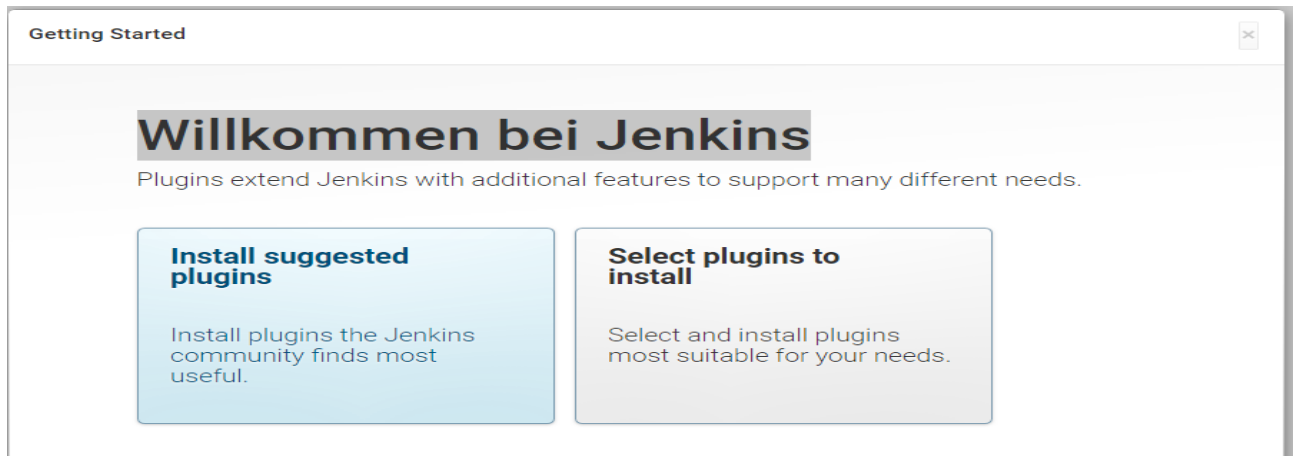 Getting Started
×
Willkommen bei Jenkins
Plugins extend Jenkins with additional features to support many different needs.
Install suggested
plugins
Install plugins the Jenkins
community finds most
useful.
Select plugins to
install
Select and install plugins
most suitable for your needs.